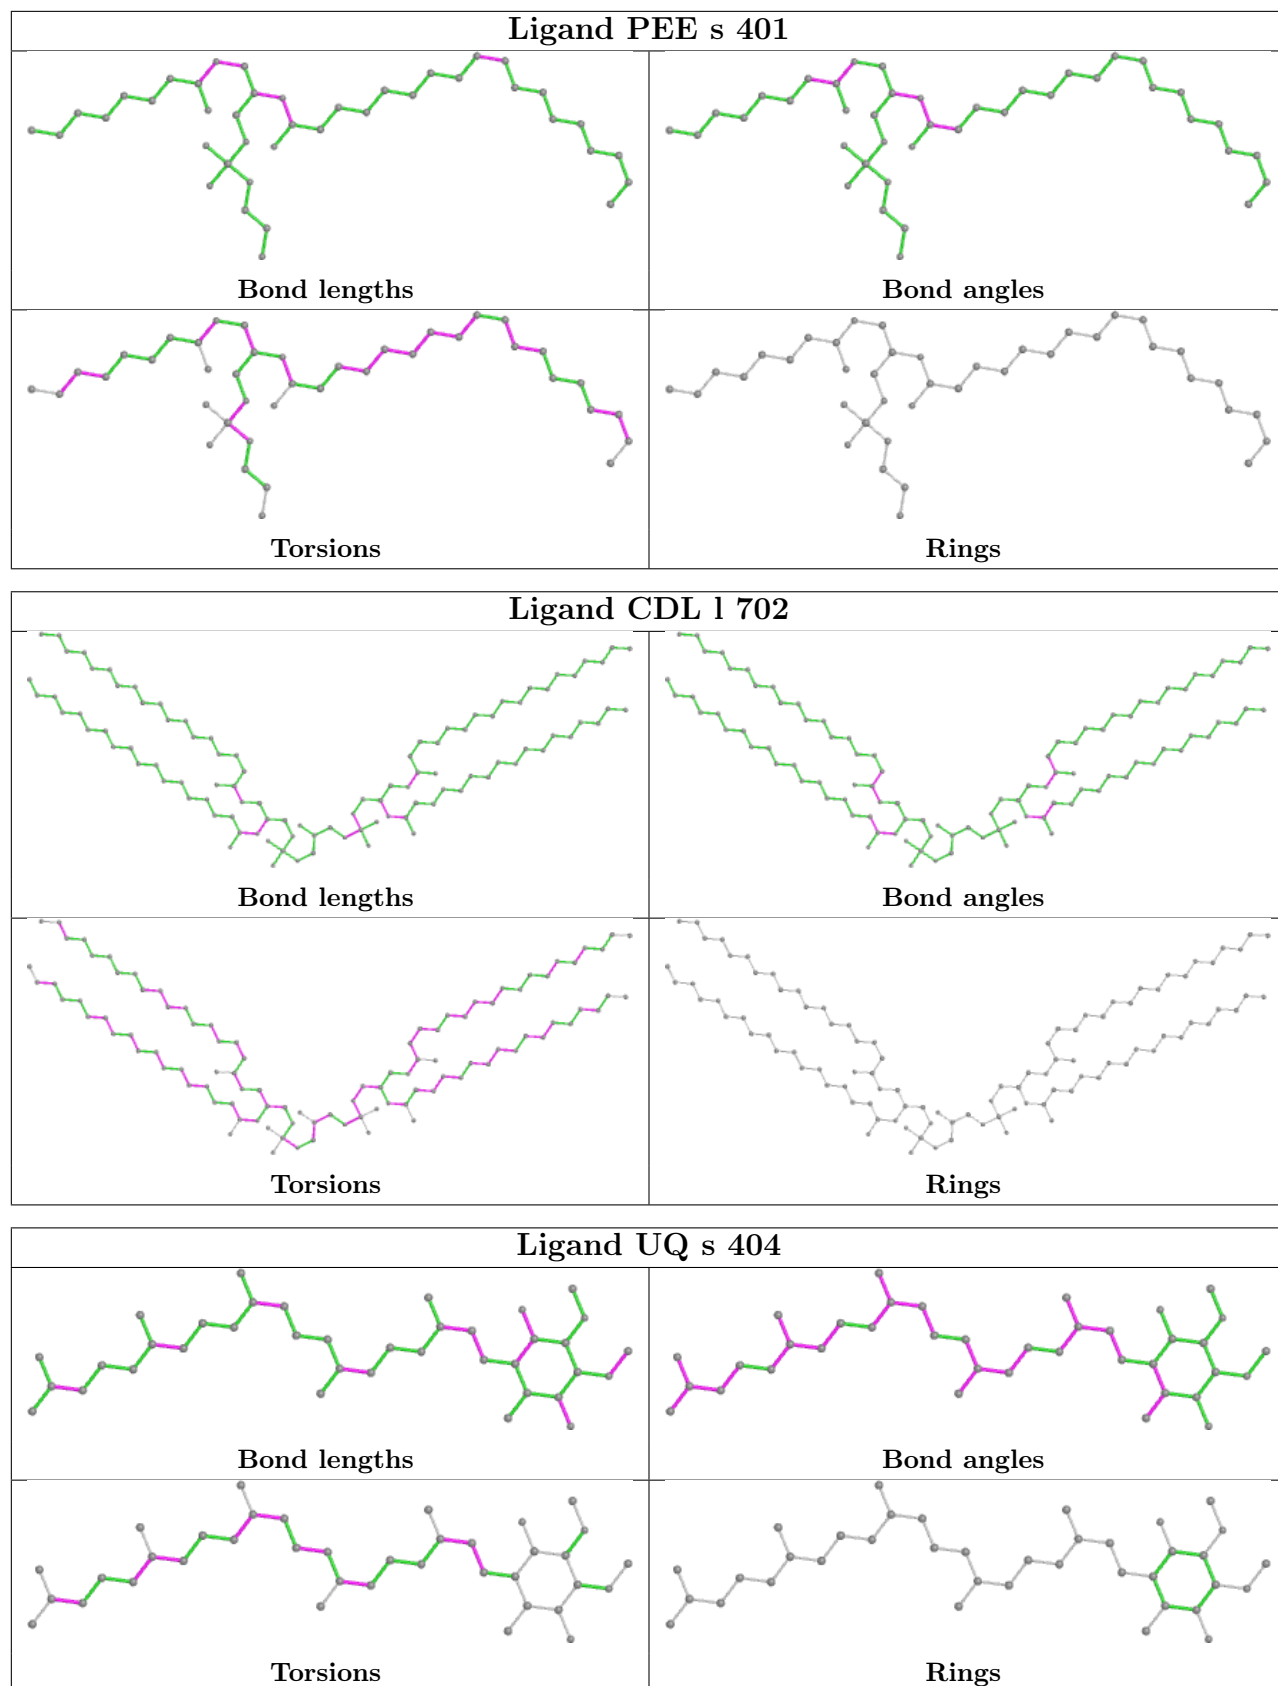 Ligand PEE s 401
Bond lengths
Bond angles
Torsions
Rings
Ligand CDL l 702
Bond lengths
Bond angles
Torsions
Rings
Ligand UQ s 404
Bond lengths
Bond angles
Torsions
Rings